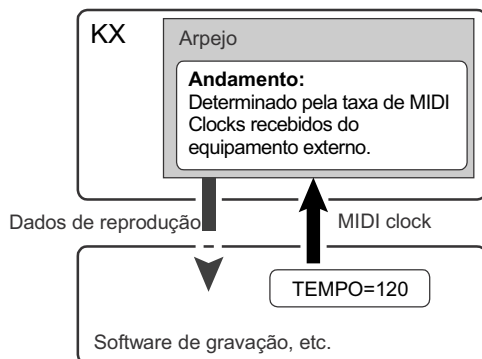 KX
Arpejo
Andamento:
Determinado pela taxa de MIDI
Clocks recebidos do
equipamento externo.
Dados de reprodução
MIDI clock
TEMPO=120
Software de gravação, etc.